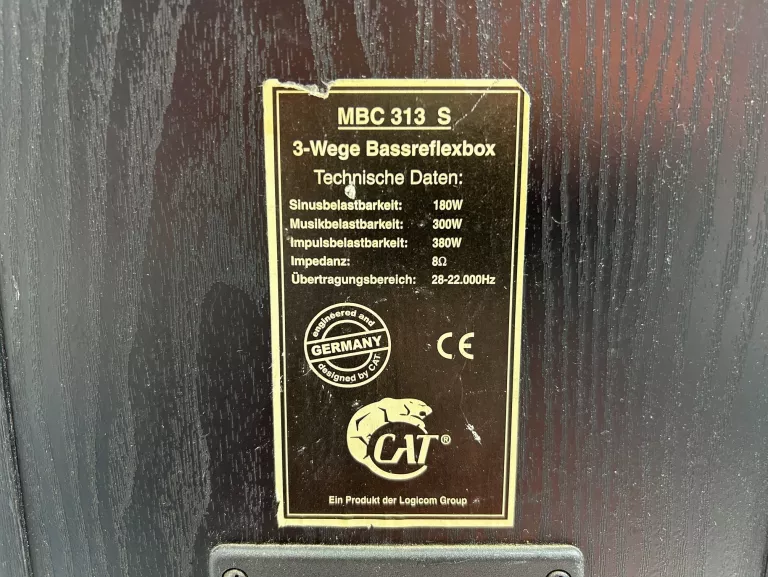 MBC 313 S
3-Wege Bassreflexbox
Technische Daten:
Sinusbelastbarkeit: 180W
Musikbelastbarkeit: 300W
Impulsbelastbarkeit: 380W
Impedanz: 8Ω
Übertragungsbereich: 28-22.000Hz
engineered and
GERMANY
designed by CAT
CE
CAT®
Ein Produkt der Logicom Group